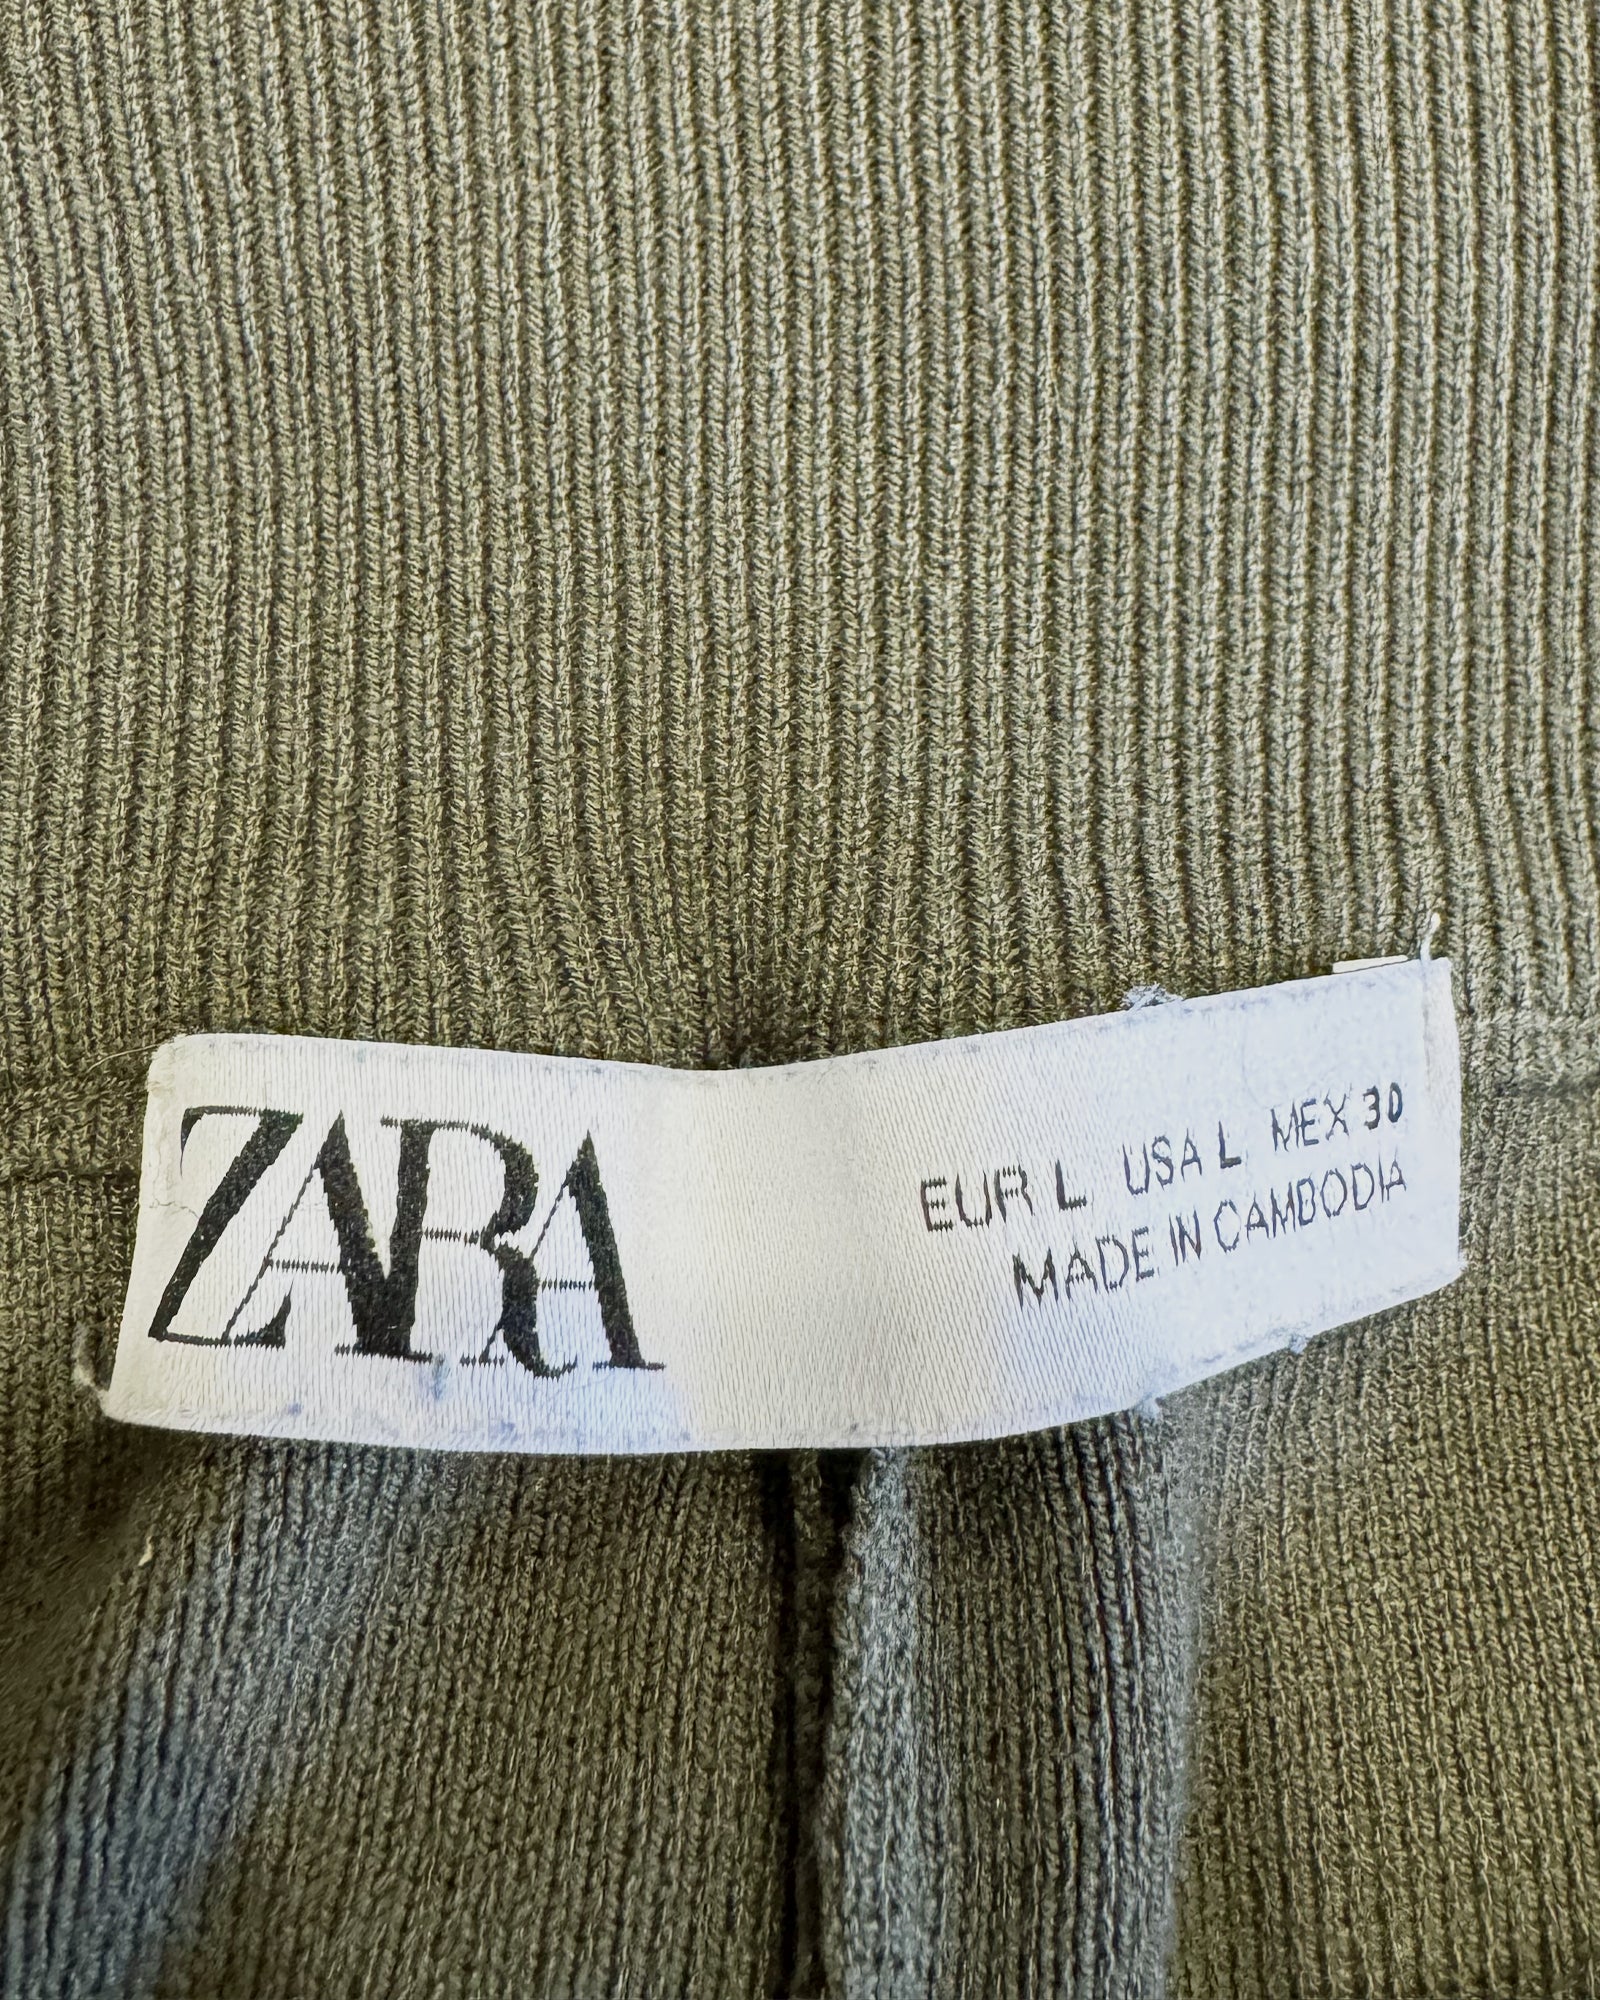 ZARA
EUR L USA L MEX 30
MADE IN CAMBODIA